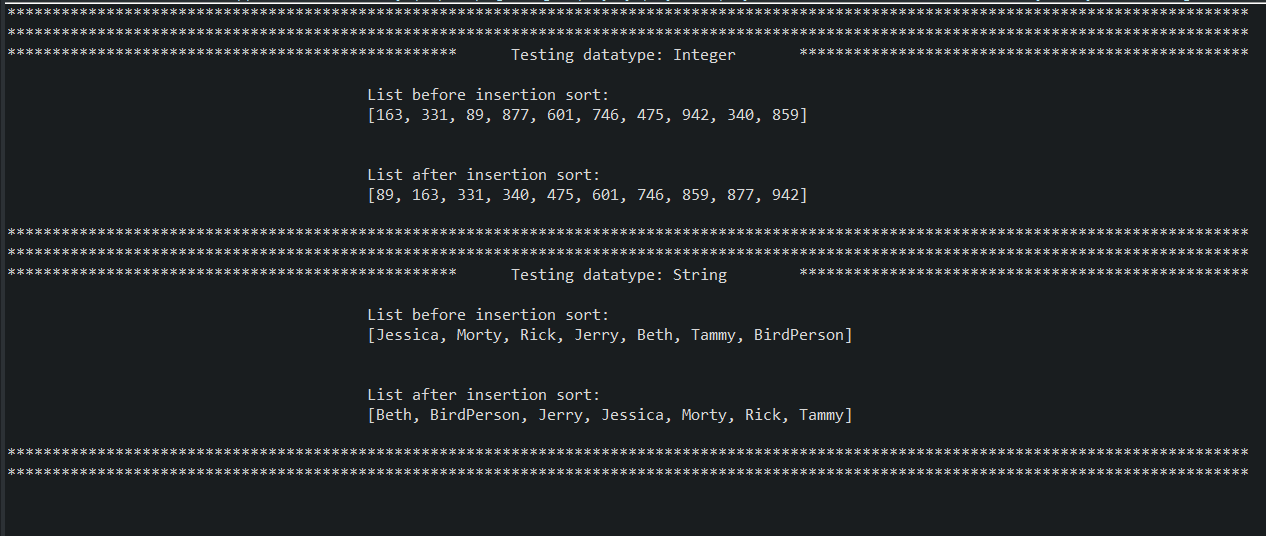 ******************************************************************************************************************************************
******************************************************************************************************************************************
************************************************** Testing datatype: Integer **************************************************
List before insertion sort:
[163, 331, 89, 877, 601, 746, 475, 942, 340, 859]
List after insertion sort:
[89, 163, 331, 340, 475, 601, 746, 859, 877, 942]
******************************************************************************************************************************************
******************************************************************************************************************************************
************************************************** Testing datatype: String **************************************************
List before insertion sort:
[Jessica, Morty, Rick, Jerry, Beth, Tammy, BirdPerson]
List after insertion sort:
[Beth, BirdPerson, Jerry, Jessica, Morty, Rick, Tammy]
******************************************************************************************************************************************
******************************************************************************************************************************************